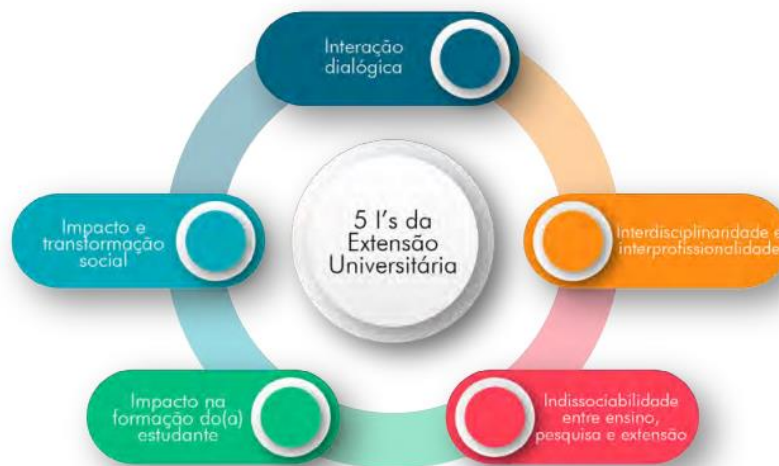 Interação
dialógica
5 I's da
Extensão
Universitária
Interdisciplinaridade e
interprofissionalidade
Indissociabilidade
entre ensino,
pesquisa e extensão
Impacto na
formação do(a)
estudante
Impacto e
transformação
social